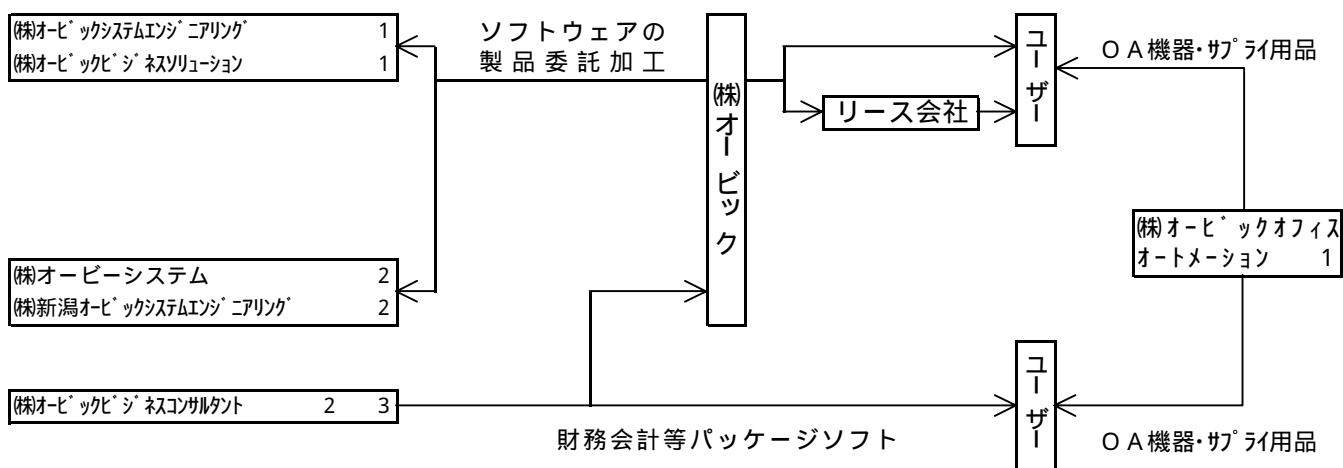 ㈱オービックシステムエンジニアリング 1
㈱オービックビジネスソリューション 1
ソフトウェアの
製品委託加工
㈱オービック
リース会社
ユーザー
OA機器・サプライ用品
㈱オービックオフィス
オートメーション 1
㈱オービーシステム 2
㈱新潟オービックシステムエンジニアリング 2
㈱オービックビジネスコンサルタント 2 3
財務会計等パッケージソフト
ユーザー
OA機器・サプライ用品